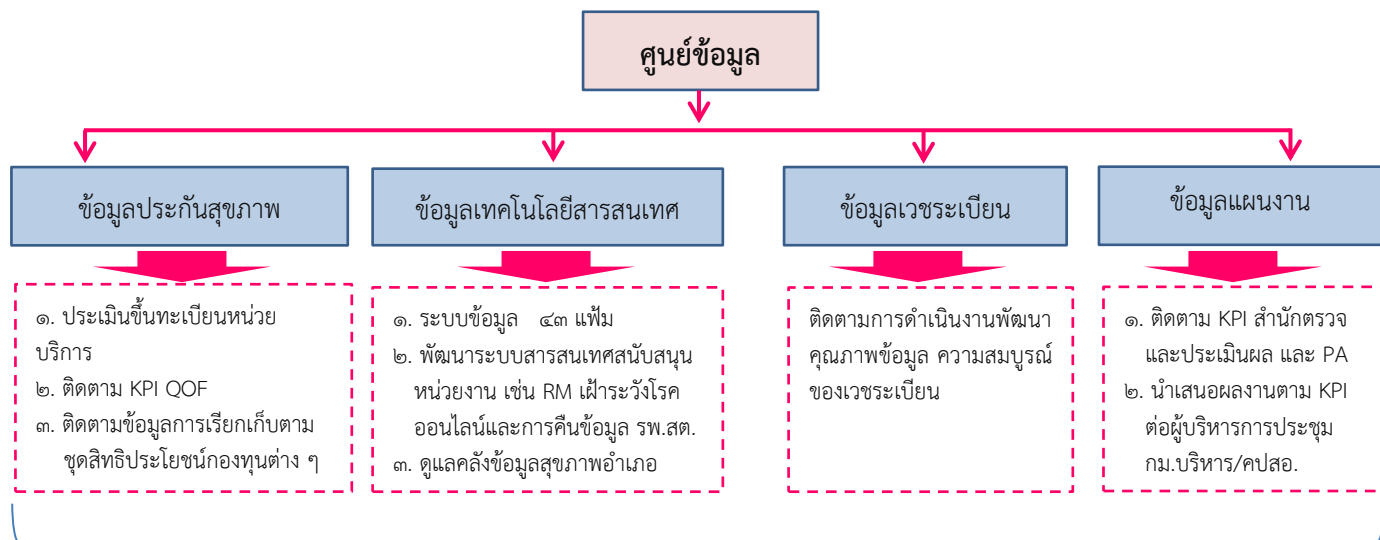 ศูนย์ข้อมูล
ข้อมูลประกันสุขภาพ
๑. ประเมินขึ้นทะเบียนหน่วย
บริการ
๒. ติดตาม KPI QOF
๓. ติดตามข้อมูลการเรียกเก็บตาม
ชุดสิทธิประโยชน์กองทุนต่าง ๆ
ข้อมูลเทคโนโลยีสารสนเทศ
๑. ระบบข้อมูล ๔๓ แฟ้ม
๒. พัฒนาระบบสารสนเทศสนับสนุน
หน่วยงาน เช่น RM เฝ้าระวังโรค
ออนไลน์และการคืนข้อมูล รพ.สต.
๓. ดูแลคลังข้อมูลสุขภาพอำเภอ
ข้อมูลเวชระเบียน
ติดตามการดำเนินงานพัฒนา
คุณภาพข้อมูล ความสมบูรณ์
ของเวชระเบียน
ข้อมูลแผนงาน
๑. ติดตาม KPI สำนักตรวจ
และประเมินผล และ PA
๒. นำเสนอผลงานตาม KPI
ต่อผู้บริหารการประชุม
กม.บริหาร/คปสอ.